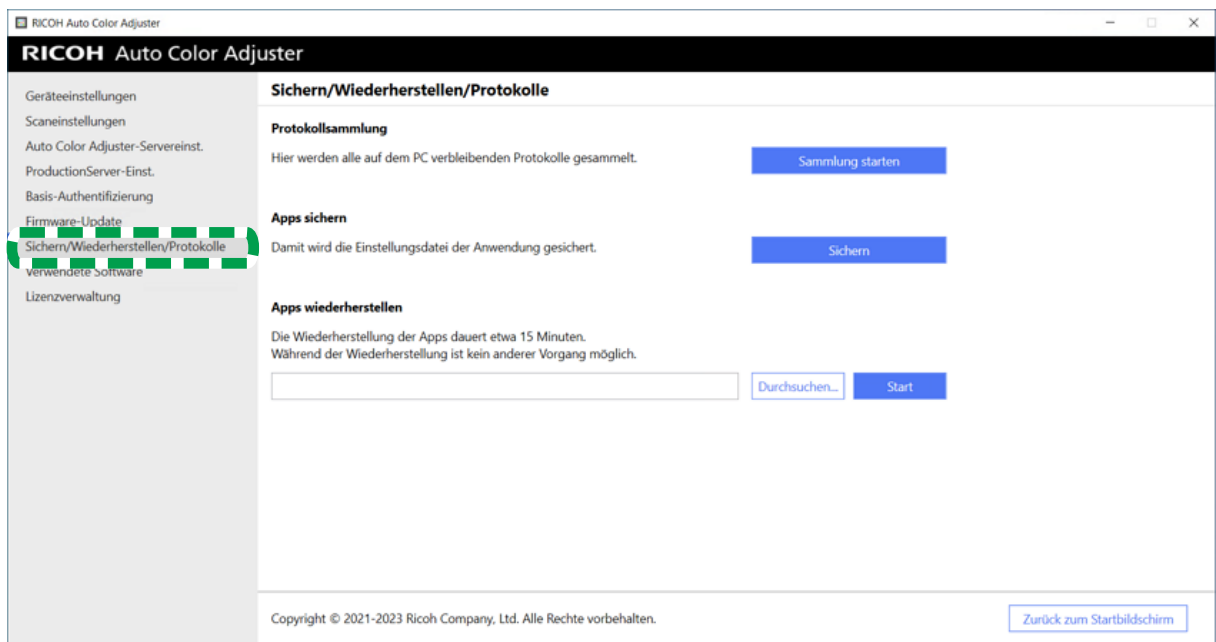 RICOH Auto Color Adjuster
RICOH Auto Color Adjuster
Geräteeinstellungen
Scaneinstellungen
Auto Color Adjuster-Servereinst.
ProductionServer-Einst.
Basis-Authentifizierung
Firmware-Update
Sichern/Wiederherstellen/Protokolle
Verwendete Software
Lizenzverwaltung
Sichern/Wiederherstellen/Protokolle
Protokollsammlung
Hier werden alle auf dem PC verbleibenden Protokolle gesammelt.
Sammlung starten
Apps sichern
Damit wird die Einstellungsdatei der Anwendung gesichert.
Sichern
Apps wiederherstellen
Die Wiederherstellung der Apps dauert etwa 15 Minuten.
Während der Wiederherstellung ist kein anderer Vorgang möglich.
Durchsuchen...
Start
Copyright © 2021-2023 Ricoh Company, Ltd. Alle Rechte vorbehalten.
Zurück zum Startbildschirm